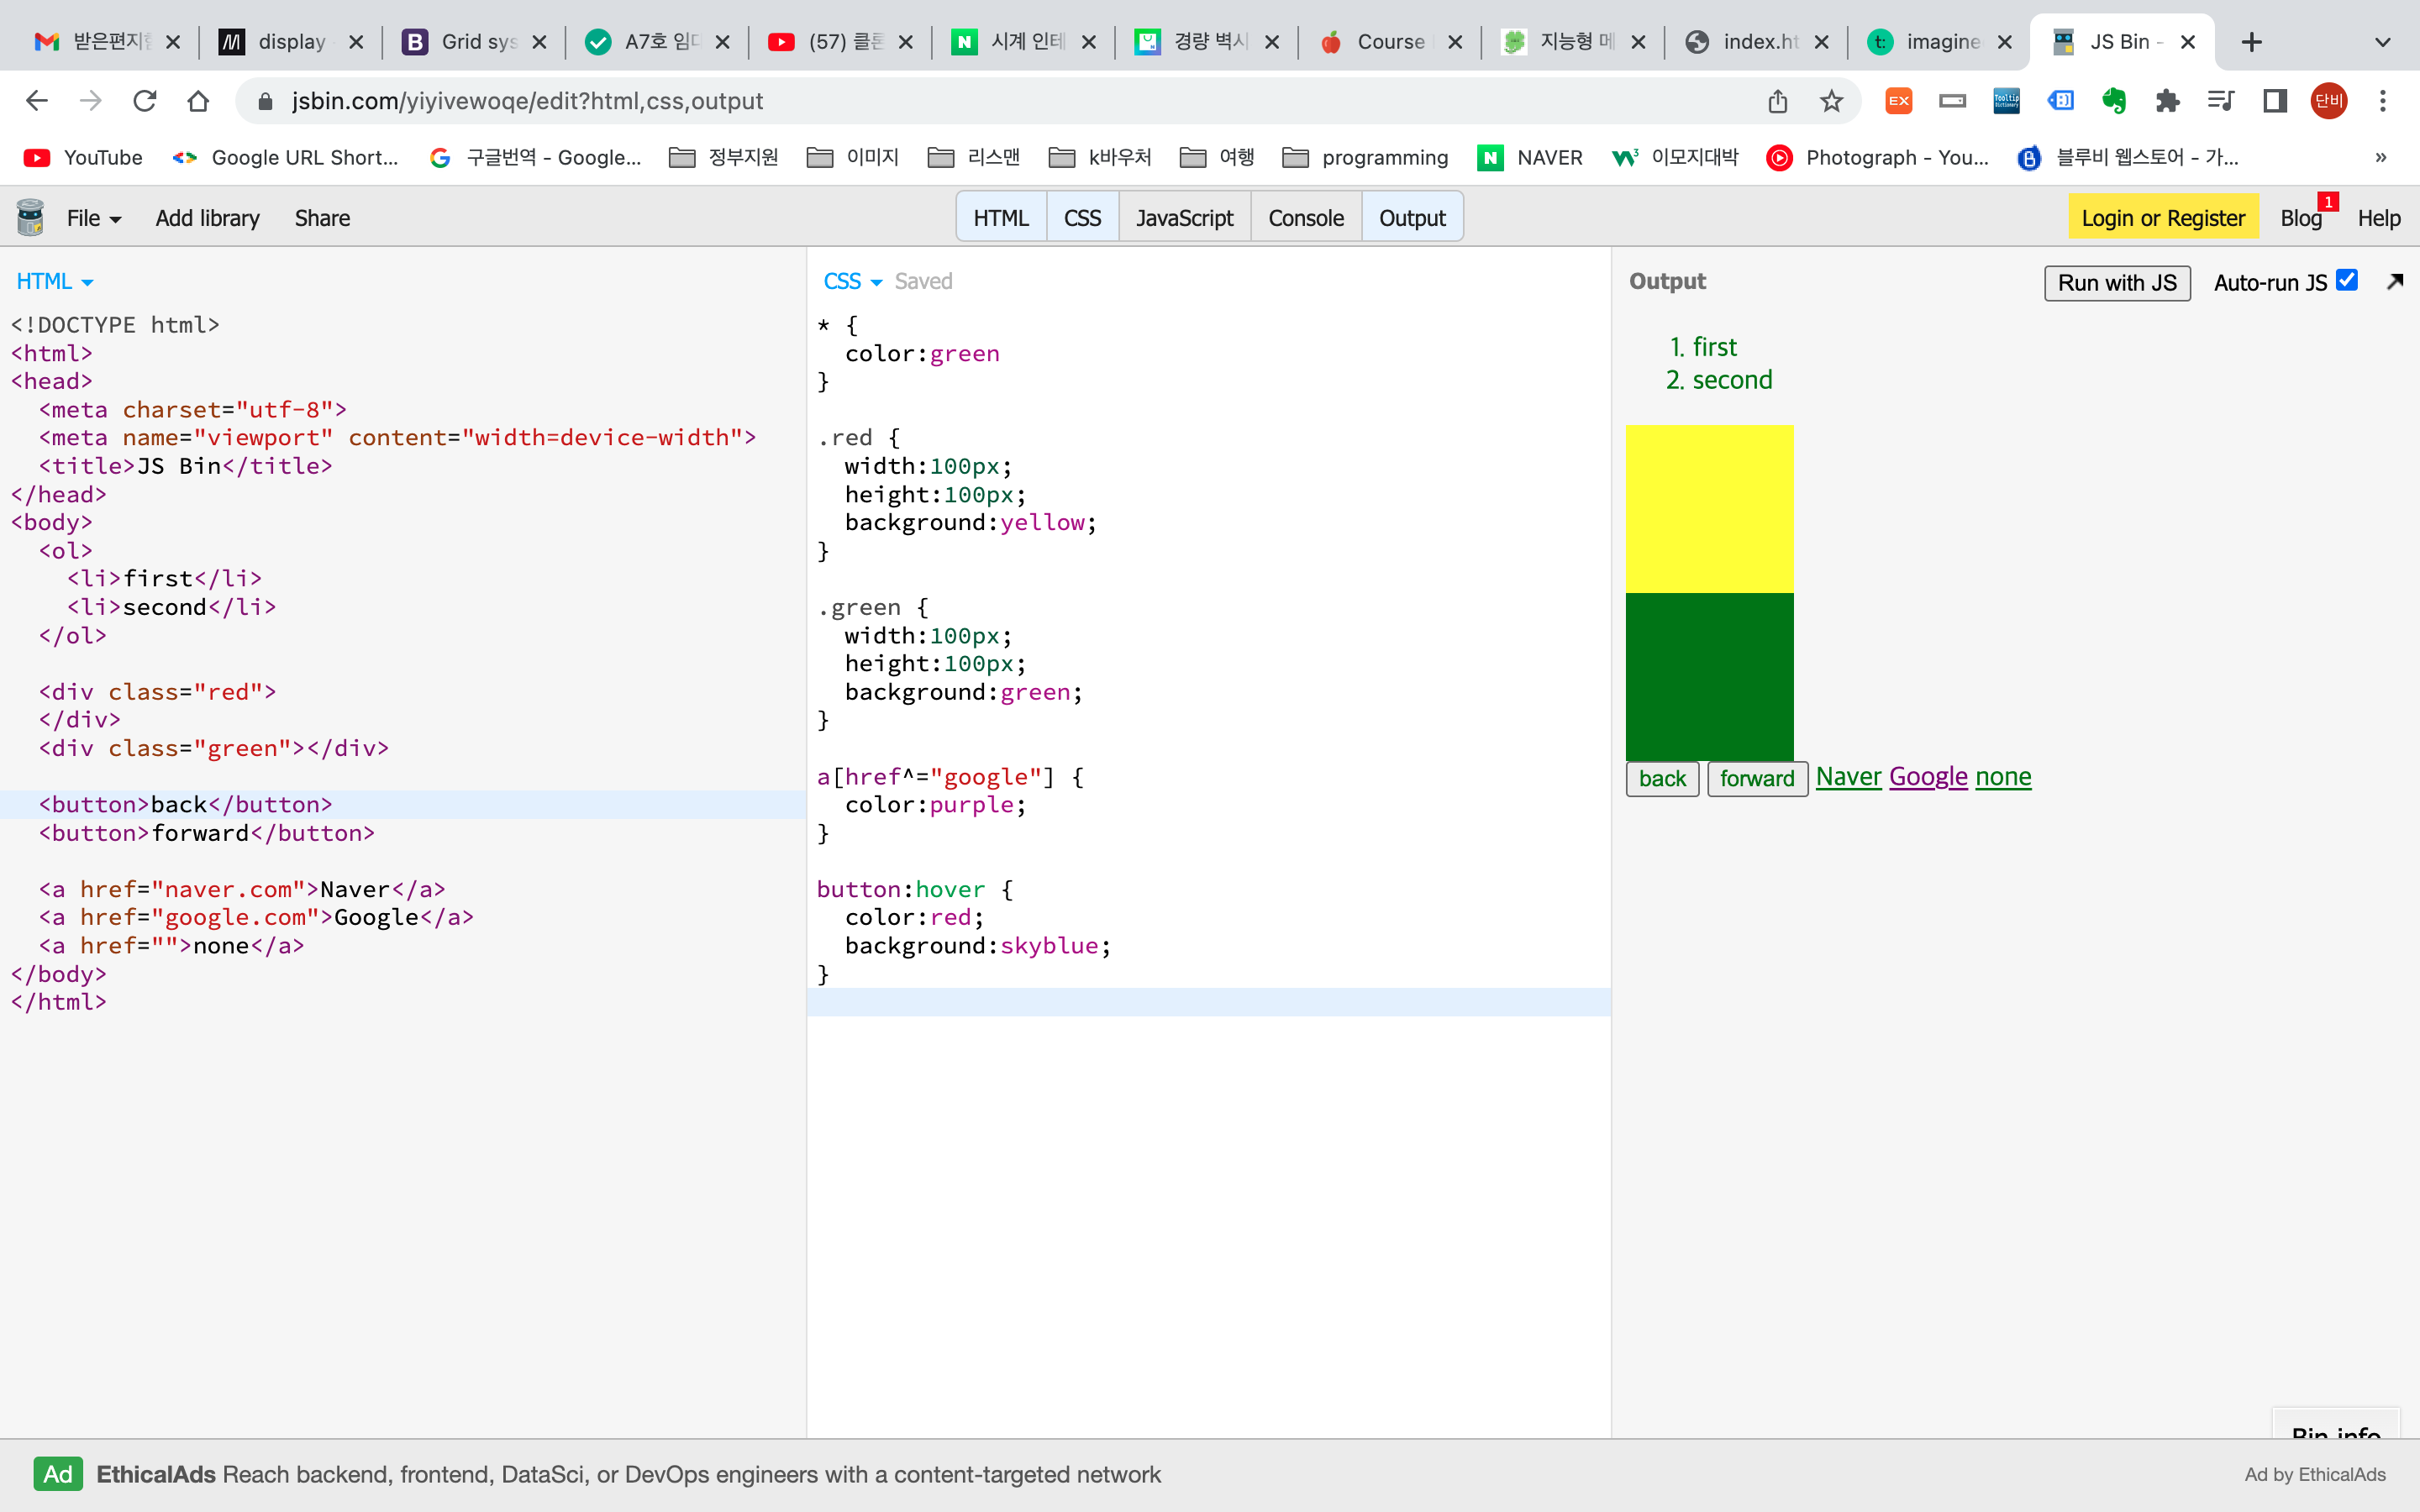 받은편지함
display
Grid sys
A7호 임대
(57) 클론
시계 인테
경량 벽시
Course
지능형 메
index.ht
imagine
JS Bin -
jsbin.com/yiyivewoqe/edit?html,css,output
EX
Tooltip Dictionary
단비
YouTube
Google URL Short...
구글번역 - Google...
정부지원
이미지
리스맨
k바우처
여행
programming
NAVER
이모지대박
Photograph - You...
블루비 웹스토어 - 가...
»
File
Add library
Share
HTML
CSS
JavaScript
Console
Output
Login or Register
Blog
1
Help
HTML
<!DOCTYPE html>
<html>
<head>
  <meta charset="utf-8">
  <meta name="viewport" content="width=device-width">
  <title>JS Bin</title>
</head>
<body>
  <ol>
    <li>first</li>
    <li>second</li>
  </ol>
  <div class="red">
  </div>
  <div class="green"></div>
  <button>back</button>
  <button>forward</button>
  <a href="naver.com">Naver</a>
  <a href="google.com">Google</a>
  <a href="">none</a>
</body>
</html>
CSS Saved
* {
  color:green
}
.red {
  width:100px;
  height:100px;
  background:yellow;
}
.green {
  width:100px;
  height:100px;
  background:green;
}
a[href^="google"] {
  color:purple;
}
button:hover {
  color:red;
  background:skyblue;
}
Output
Run with JS
Auto-run JS
1. first
2. second
back forward Naver Google none
Bin info
Ad EthicalAds Reach backend, frontend, DataSci, or DevOps engineers with a content-targeted network
Ad by EthicalAds